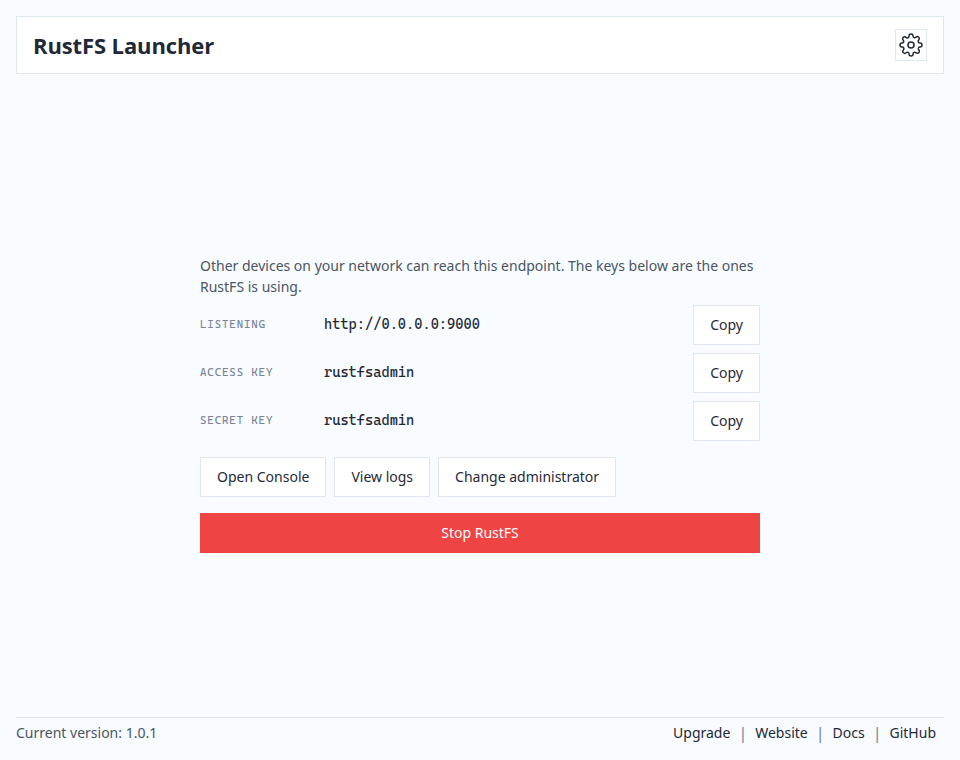 RustFS Launcher
Other devices on your network can reach this endpoint. The keys below are the ones
RustFS is using.
LISTENING http://0.0.0.0:9000 Copy
ACCESS KEY rustfsadmin Copy
SECRET KEY rustfsadmin Copy
Open Console View logs Change administrator
Stop RustFS
Current version: 1.0.1 Upgrade | Website | Docs | GitHub